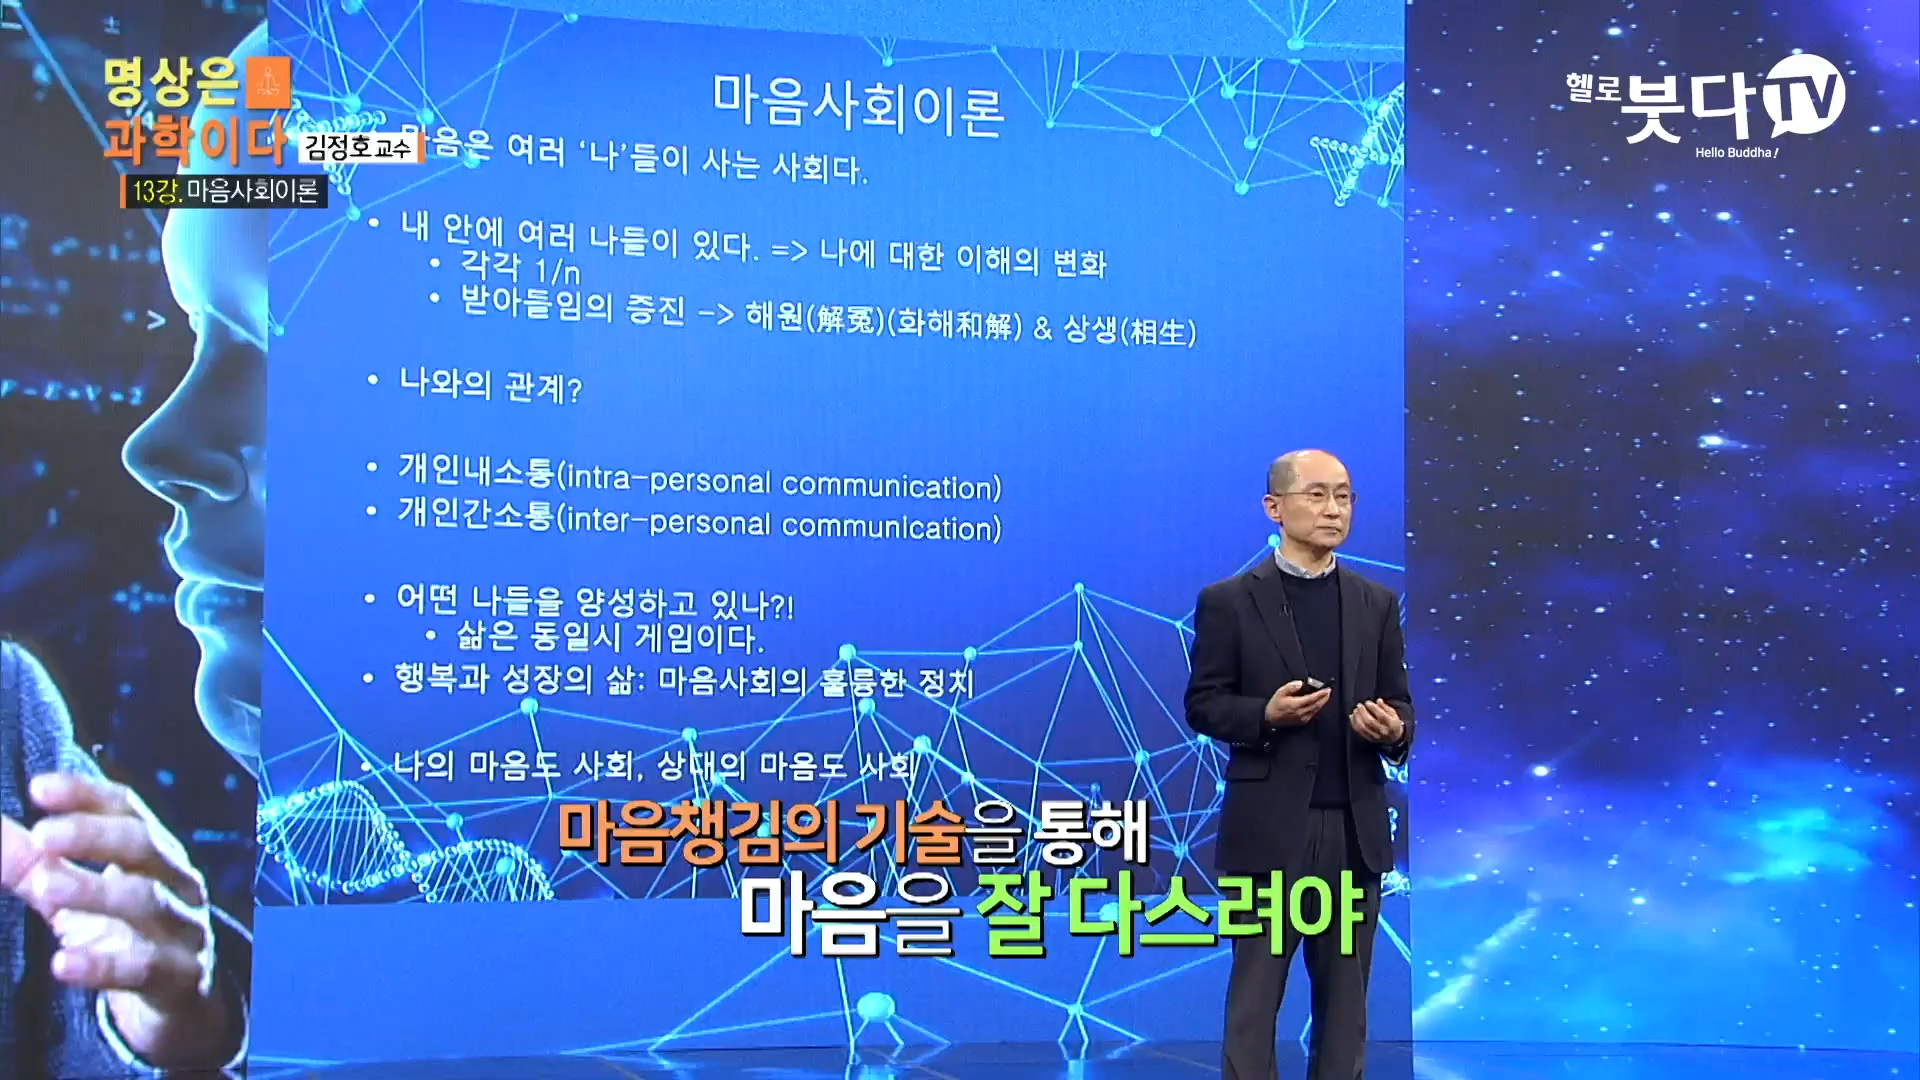 명상은
과학이다
김정호 교수
13강. 마음사회이론
헬로붓다TV
Hello Buddha!
마음사회이론
마음은 여러 ‘나’들이 사는 사회다.
• 내 안에 여러 나들이 있다. => 나에 대한 이해의 변화
• 각각 1/n
• 받아들임의 증진 -> 해원(解冤)(화해和解) & 상생(相生)
• 나와의 관계?
• 개인내소통(intra-personal communication)
• 개인간소통(inter-personal communication)
• 어떤 나들을 양성하고 있나?!
• 삶은 동일시 게임이다.
• 행복과 성장의 삶: 마음사회의 훌륭한 정치
• 나의 마음도 사회, 상대의 마음도 사회
마음챙김의 기술을 통해
마음을 잘 다스려야